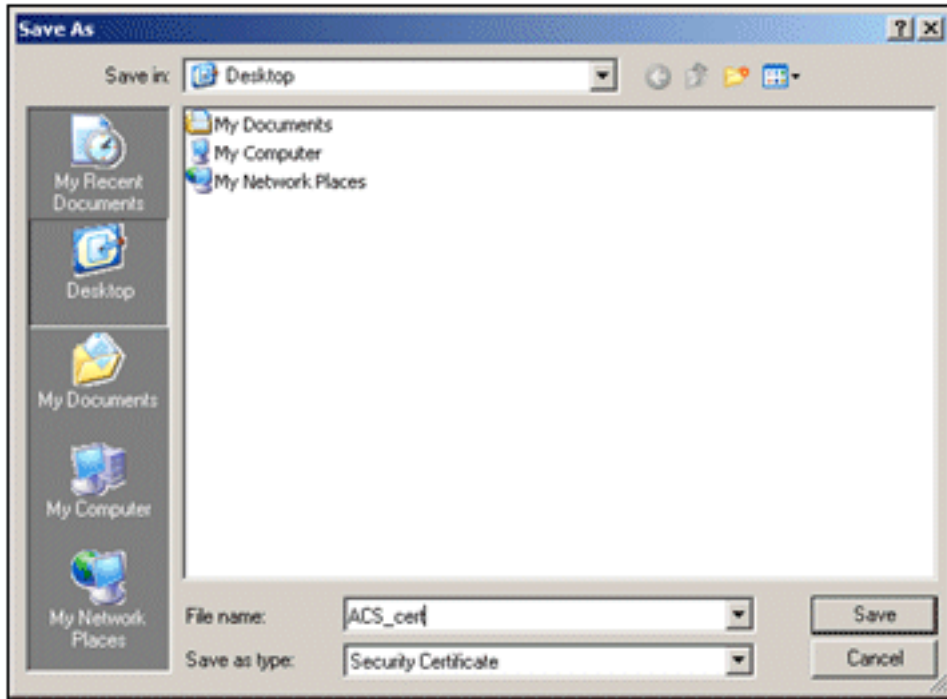 Save As
Save in: Desktop
My Documents
My Computer
My Network Places
My Recent
Documents
Desktop
My Documents
My Computer
My Network
Places
File name: ACS_cert
Save
Save as type: Security Certificate
Cancel